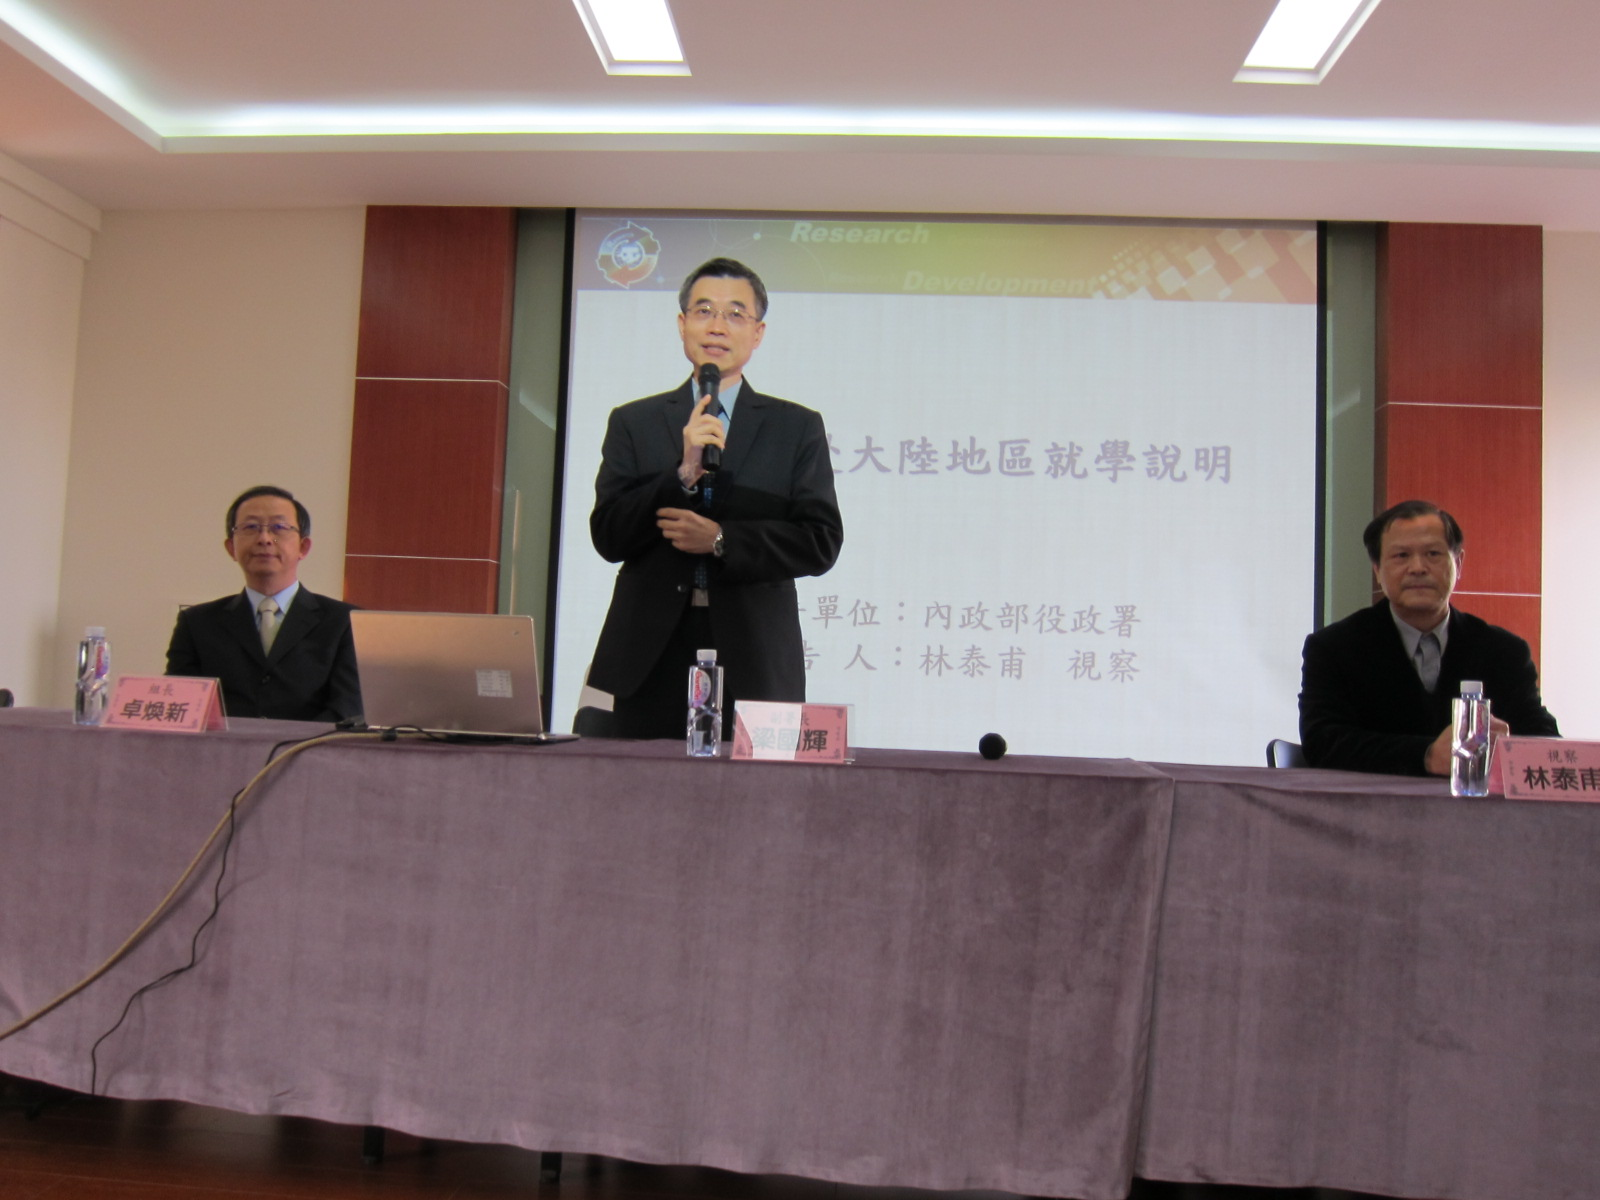 Research
Development
大陸地區就學說明
單位：內政部役政署
告 人：林泰甫 視察
組長
卓煥新
副署長
梁國輝
視察
林泰甫